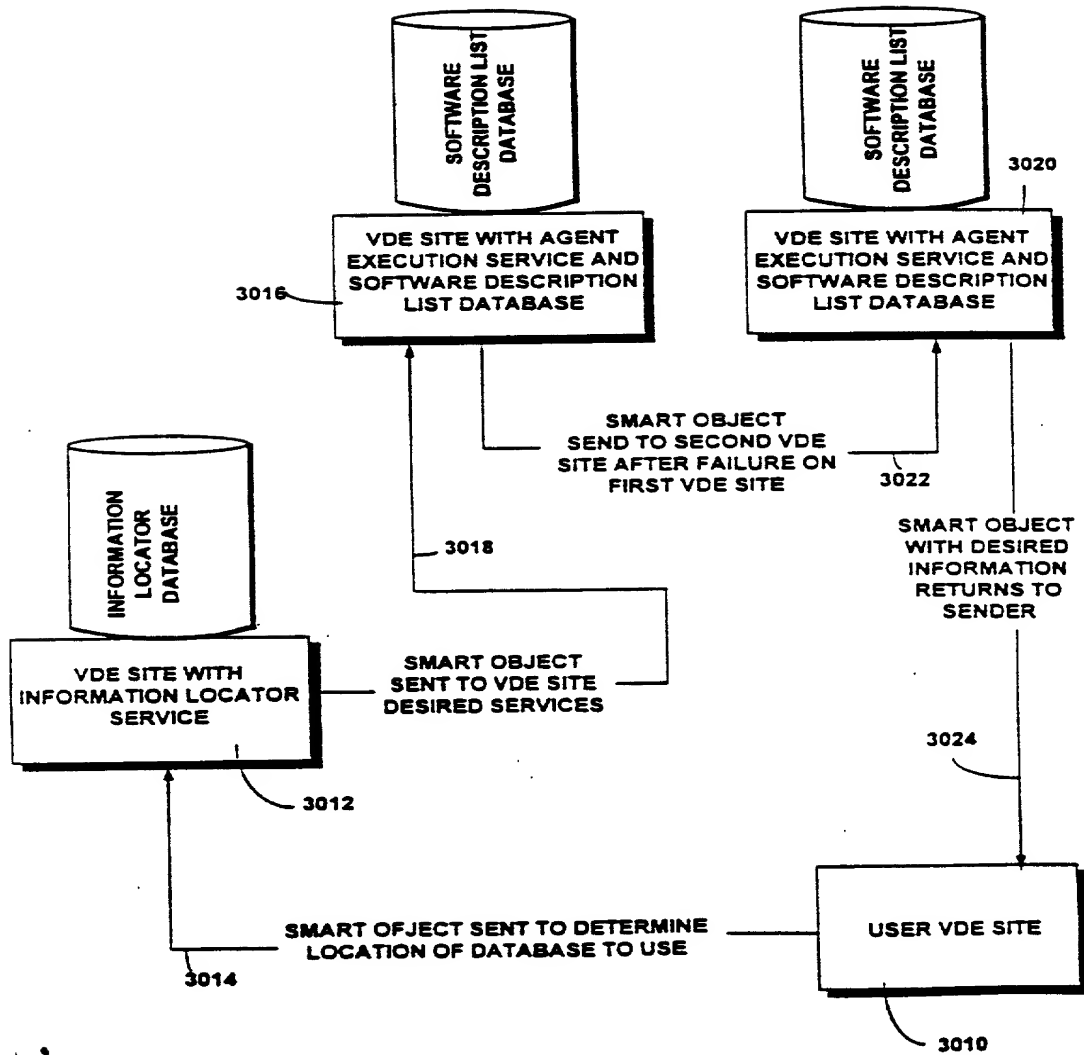 SOFTWARE
DESCRIPTION LIST
DATABASE
SOFTWARE
DESCRIPTION LIST
DATABASE
3020
VDE SITE WITH AGENT
EXECUTION SERVICE AND
SOFTWARE DESCRIPTION
LIST DATABASE
3016
VDE SITE WITH AGENT
EXECUTION SERVICE AND
SOFTWARE DESCRIPTION
LIST DATABASE
SMART OBJECT
SEND TO SECOND VDE
SITE AFTER FAILURE ON
FIRST VDE SITE
3022
INFORMATION
LOCATOR
DATABASE
3018
SMART OBJECT
WITH DESIRED
INFORMATION
RETURNS TO
SENDER
VDE SITE WITH
INFORMATION LOCATOR
SERVICE
SMART OBJECT
SENT TO VDE SITE
DESIRED SERVICES
3012
3024
SMART OFJECT SENT TO DETERMINE
LOCATION OF DATABASE TO USE
3014
USER VDE SITE
3010